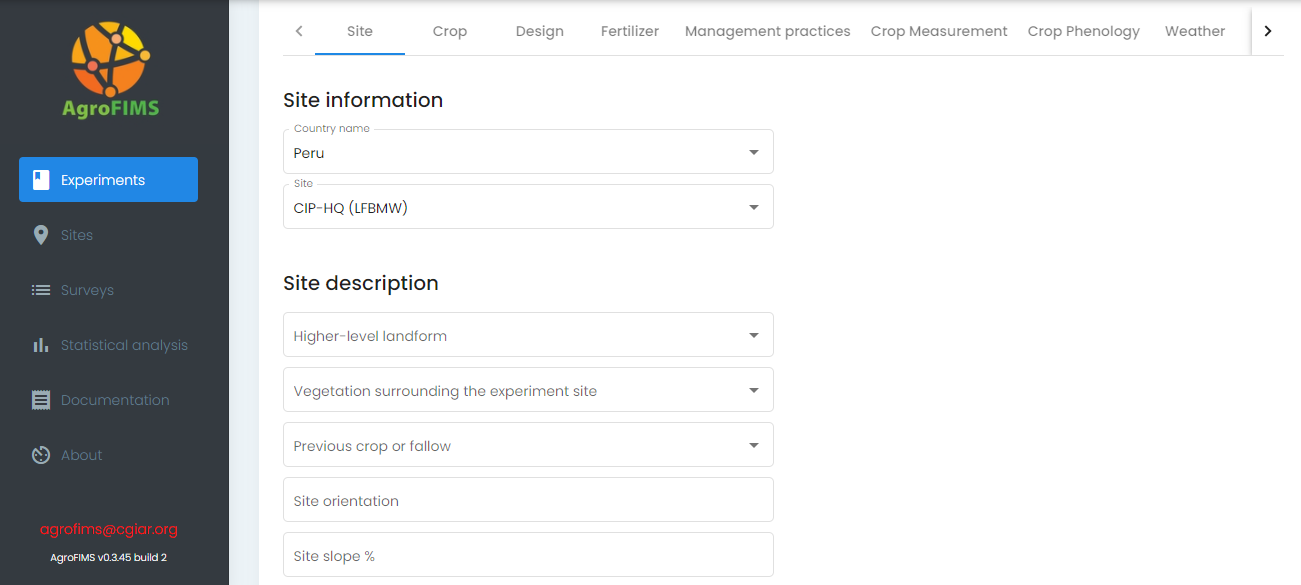 AgroFIMS
Experiments
Sites
Surveys
Statistical analysis
Documentation
About
agrofims@cgiar.org
AgroFIMS v0.3.45 build 2
Site Crop Design Fertilizer Management practices Crop Measurement Crop Phenology Weather
Site information
Country name
Peru
Site
CIP-HQ (LFBMW)
Site description
Higher-level landform
Vegetation surrounding the experiment site
Previous crop or fallow
Site orientation
Site slope %